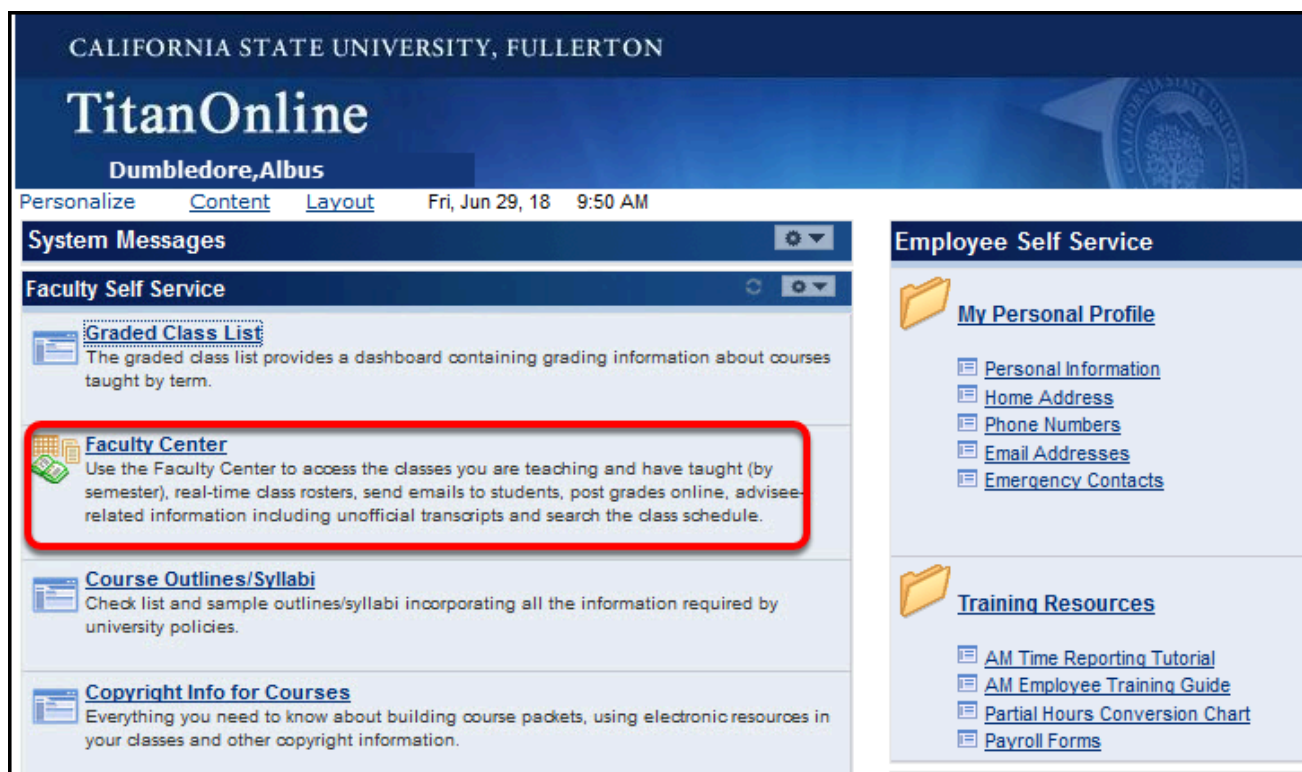 CALIFORNIA STATE UNIVERSITY, FULLERTON
TitanOnline
Dumbledore,Albus
Personalize Content Layout Fri, Jun 29, 18 9:50 AM
System Messages
Faculty Self Service
Graded Class List
The graded class list provides a dashboard containing grading information about courses
taught by term.
Faculty Center
Use the Faculty Center to access the classes you are teaching and have taught (by
semester), real-time class rosters, send emails to students, post grades online, advisee-
related information including unofficial transcripts and search the class schedule.
Course Outlines/Syllabi
Check list and sample outlines/syllabi incorporating all the information required by
university policies.
Copyright Info for Courses
Everything you need to know about building course packets, using electronic resources in
your classes and other copyright information.
Employee Self Service
My Personal Profile
Personal Information
Home Address
Phone Numbers
Email Addresses
Emergency Contacts
Training Resources
AM Time Reporting Tutorial
AM Employee Training Guide
Partial Hours Conversion Chart
Payroll Forms